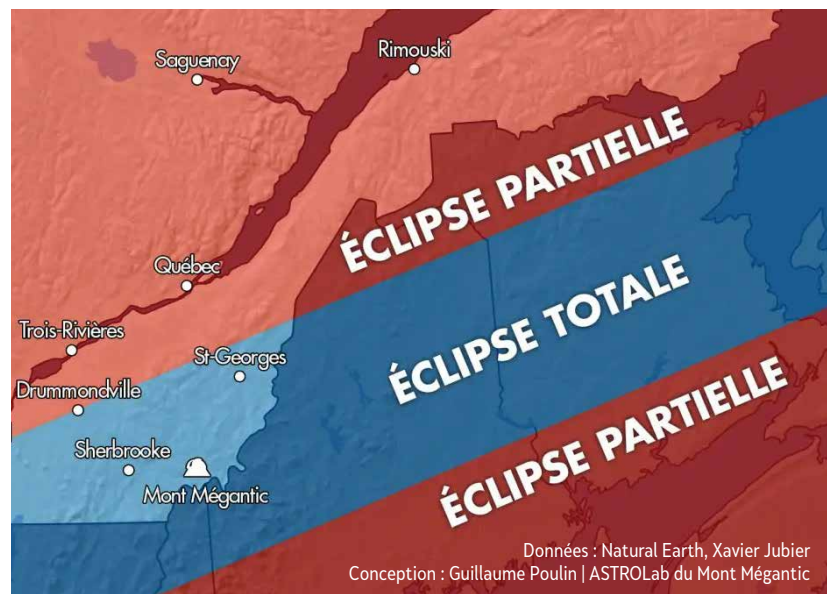 Saguenay
Rimouski
ÉCLIPSE PARTIELLE
Québec
ÉCLIPSE TOTALE
Trois-Rivières
St-Georges
Drummondville
ÉCLIPSE PARTIELLE
Sherbrooke
Mont Mégantic
Données : Natural Earth, Xavier Jubier
Conception : Guillaume Poulin | ASTROLab du Mont Mégantic